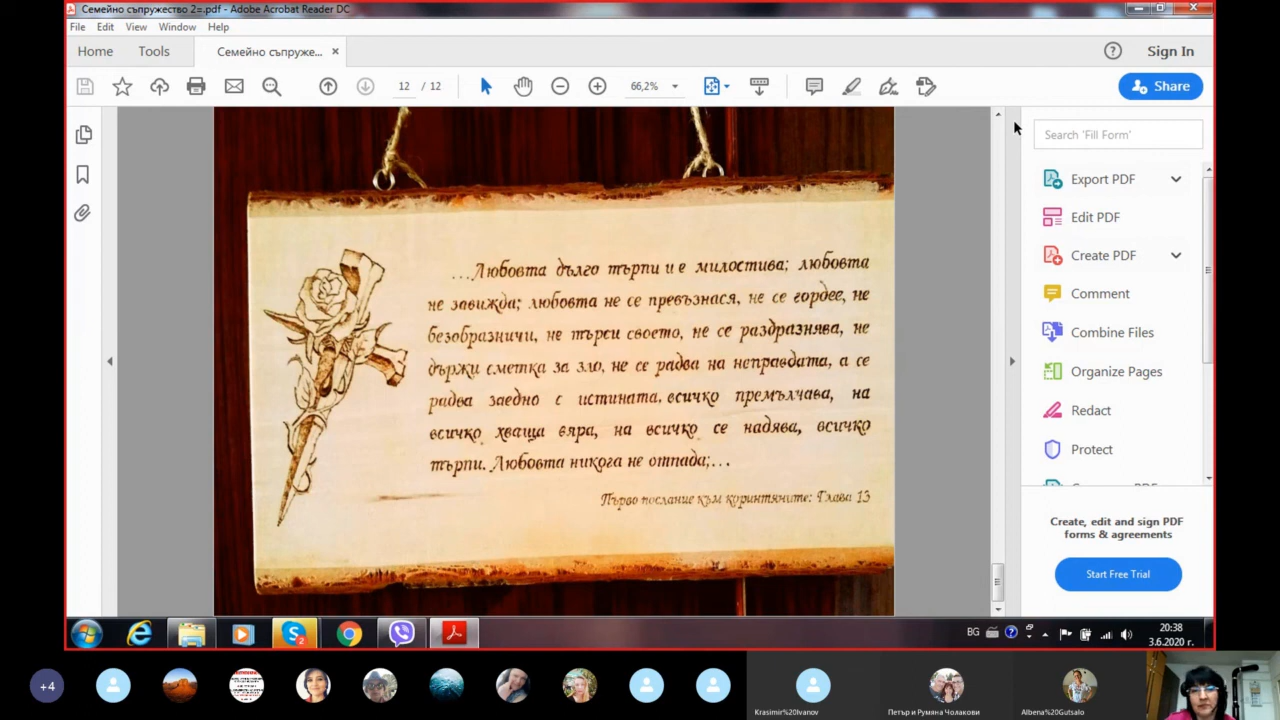 Семейно съпружество 2=.pdf - Adobe Acrobat Reader DC
File Edit View Window Help
Home Tools Семейно съпруже... × Sign In
12 / 12 66,2% Share
Search 'Fill Form'
Export PDF
Edit PDF
Create PDF
Comment
Combine Files
Organize Pages
Redact
Protect
Create, edit and sign PDF
forms & agreements
Start Free Trial
...Любовта дълго търпи и е милостива; любовта
не завижда; любовта не се превъзнася, не се гордее, не
безобразничи, не търси своето, не се раздразнява, не
държи сметка за зло, не се радва на неправдата, а се
радва заедно с истината, всичко премълчава, на
всичко хваща вяра, на всичко се надява, всичко
търпи. Любовта никога не отпада;...
Първо послание към коринтяните: Глава 13
BG 20:38
3.6.2020 г.
+4
Krasimir%20Ivanov Петър и Румяна Чолакови Albena%20Gutsalo